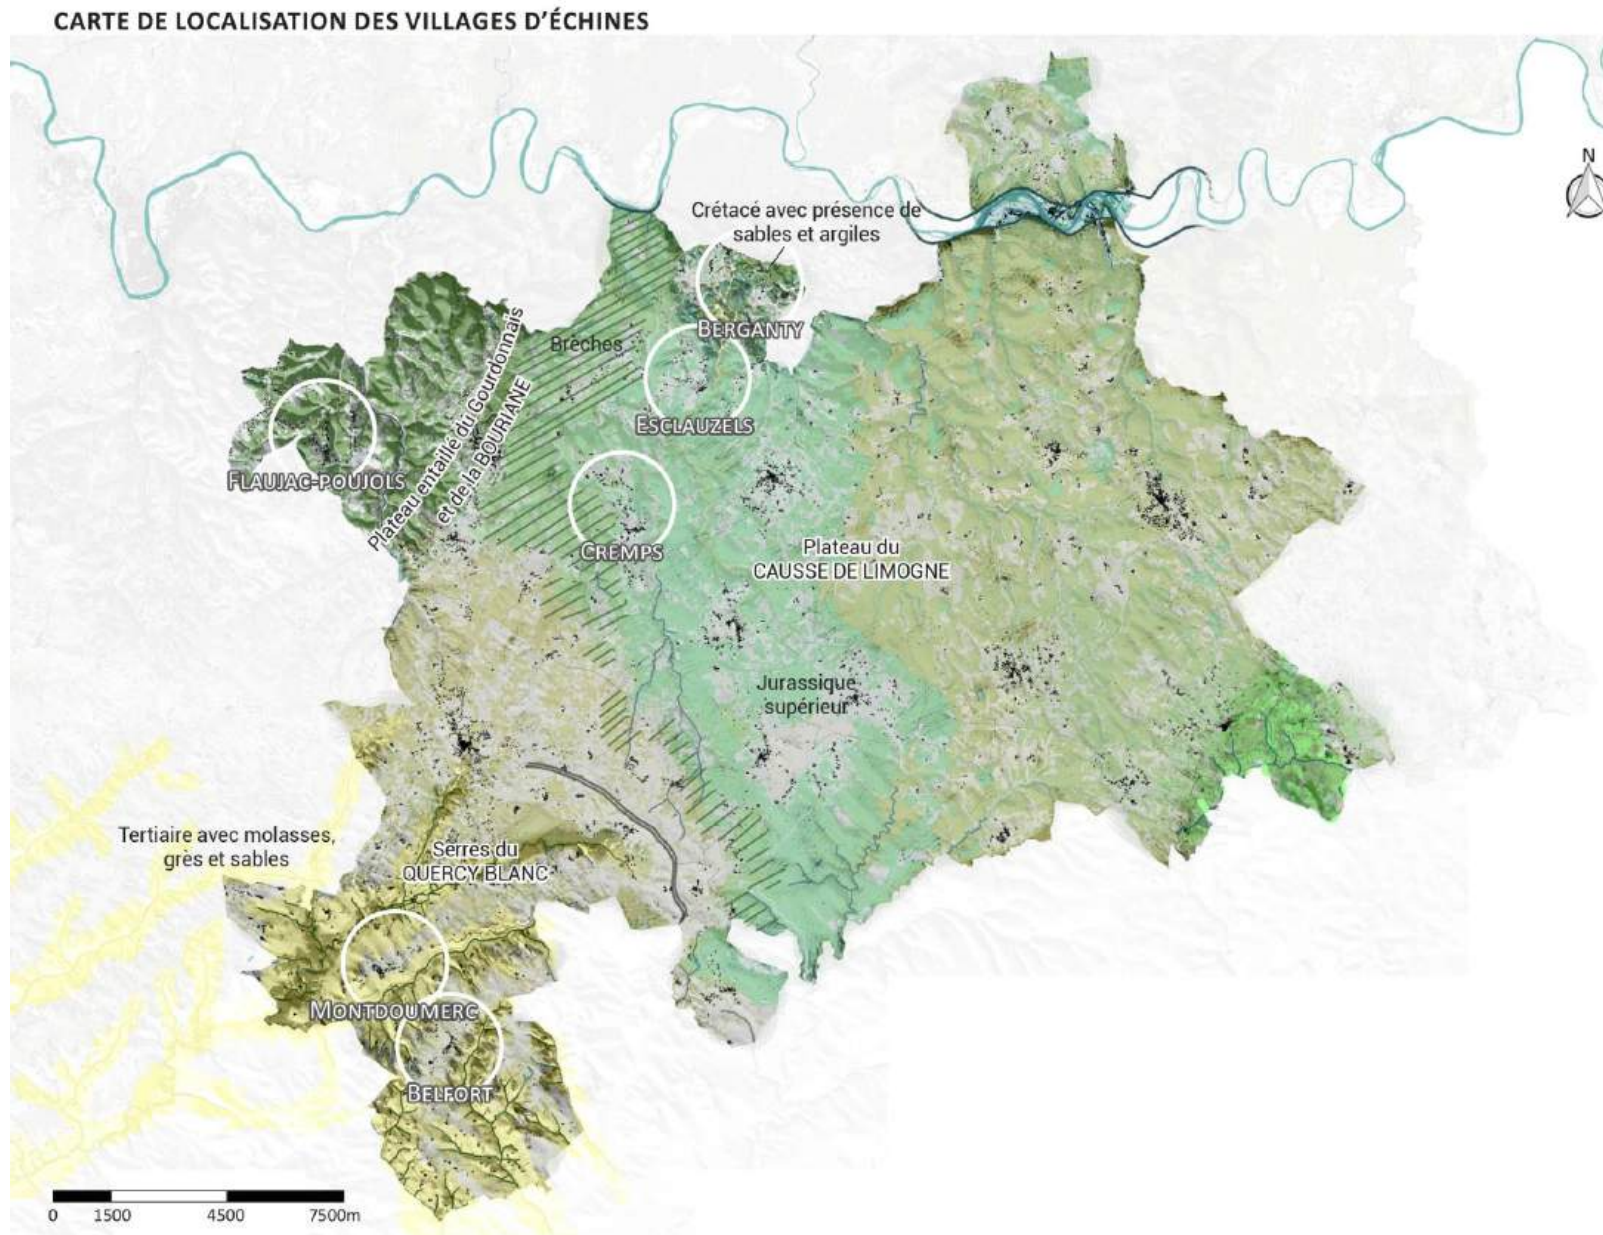 CARTE DE LOCALISATION DES VILLAGES D'ÉCHINES
N
Crétacé avec présence de
sables et argiles
BERGANTY
Brèches
Plateau entaillé du Gourdonnais
et de la BOURIANE
ESCLAUZELS
FLAUJAC-POUJOLS
CREMPS
Plateau du
CAUSSE DE LIMOGNE
Jurassique
supérieur
Tertiaire avec molasses,
grès et sables
Serres du
QUERCY BLANC
MONTDOUMERC
BELFORT
0 1500 4500 7500m